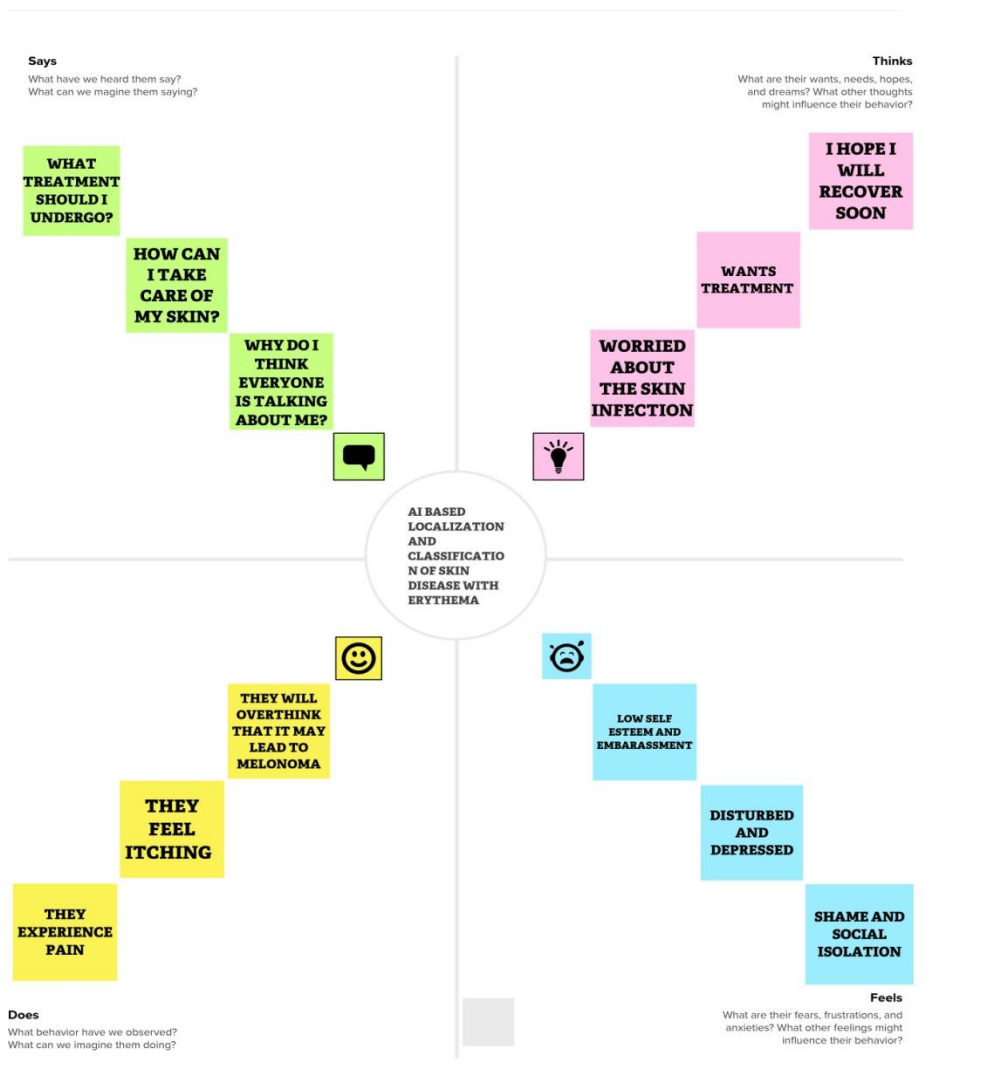 Says
What have we heard them say?
What can we magine them saying?
WHAT
TREATMENT
SHOULD I
UNDERGO?
HOW CAN
I TAKE
CARE OF
MY SKIN?
WHY DO I
THINK
EVERYONE
IS TALKING
ABOUT ME?
Thinks
What are their wants, needs, hopes,
and dreams? What other thoughts
might influence their behavior?
I HOPE I
WILL
RECOVER
SOON
WANTS
TREATMENT
WORRIED
ABOUT
THE SKIN
INFECTION
AI BASED
LOCALIZATION
AND
CLASSIFICATIO
N OF SKIN
DISEASE WITH
ERYTHEMA
THEY WILL
OVERTHINK
THAT IT MAY
LEAD TO
MELONOMA
THEY
FEEL
ITCHING
THEY
EXPERIENCE
PAIN
Does
What behavior have we observed?
What can we imagine them doing?
LOW SELF
ESTEEM AND
EMBARASSMENT
DISTURBED
AND
DEPRESSED
SHAME AND
SOCIAL
ISOLATION
Feels
What are their fears, frustrations, and
anxieties? What other feelings might
influence their behavior?